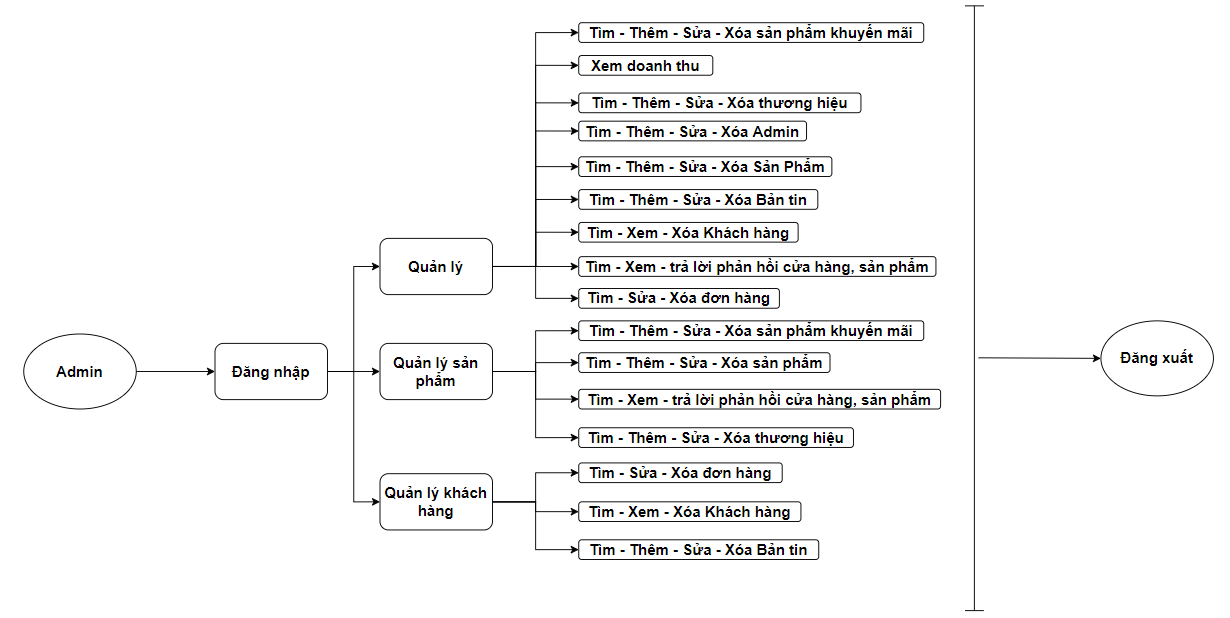 Tìm - Thêm - Sửa - Xóa sản phẩm khuyến mãi
Xem doanh thu
Tìm - Thêm - Sửa - Xóa thương hiệu
Tìm - Thêm - Sửa - Xóa Admin
Tìm - Thêm - Sửa - Xóa Sản Phẩm
Tìm - Thêm - Sửa - Xóa Bản tin
Tìm - Xem - Xóa Khách hàng
Quản lý
Tìm - Xem - trả lời phản hồi cửa hàng, sản phẩm
Tìm - Sửa - Xóa đơn hàng
Tìm - Thêm - Sửa - Xóa sản phẩm khuyến mãi
Admin
Đăng nhập
Quản lý sản
phẩm
Tìm - Thêm - Sửa - Xóa sản phẩm
Đăng xuất
Tìm - Xem - trả lời phản hồi cửa hàng, sản phẩm
Tìm - Thêm - Sửa - Xóa thương hiệu
Tìm - Sửa - Xóa đơn hàng
Quản lý khách
hàng
Tìm - Xem - Xóa Khách hàng
Tìm - Thêm - Sửa - Xóa Bản tin